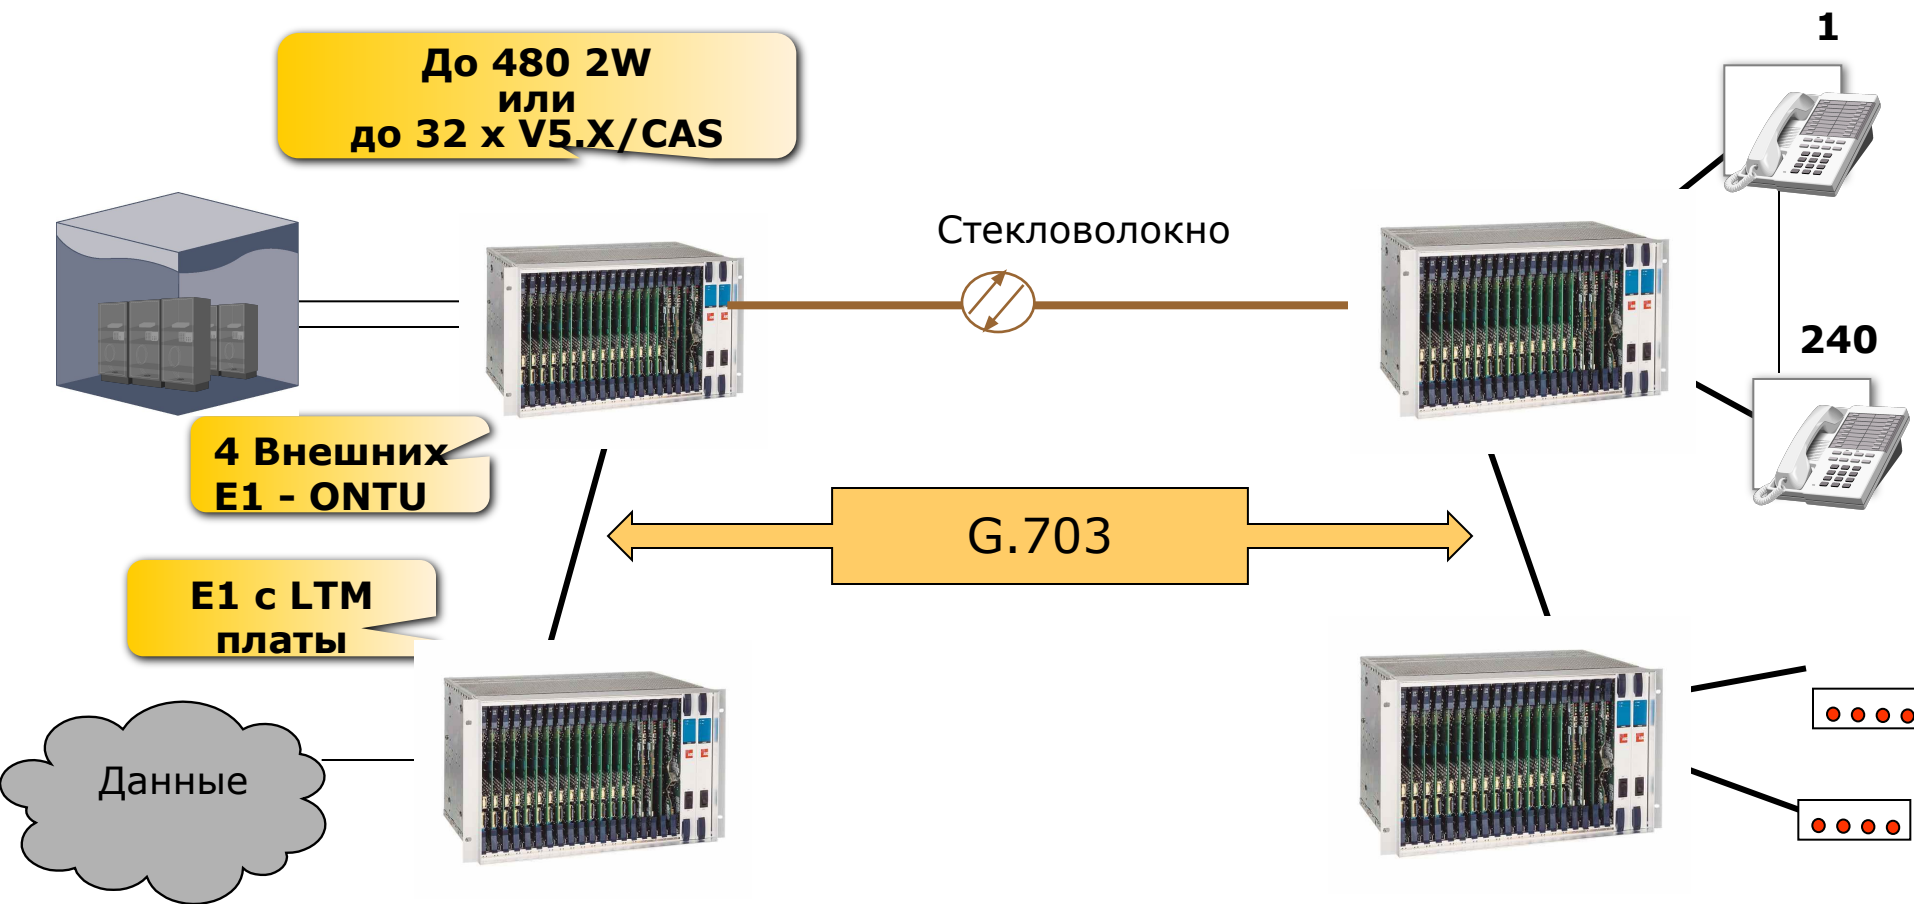 1
До 480 2W
или
до 32 x V5.X/CAS
Стекловолокно
240
4 Внешних
E1 - ONTU
G.703
E1 с LTM
платы
Данные